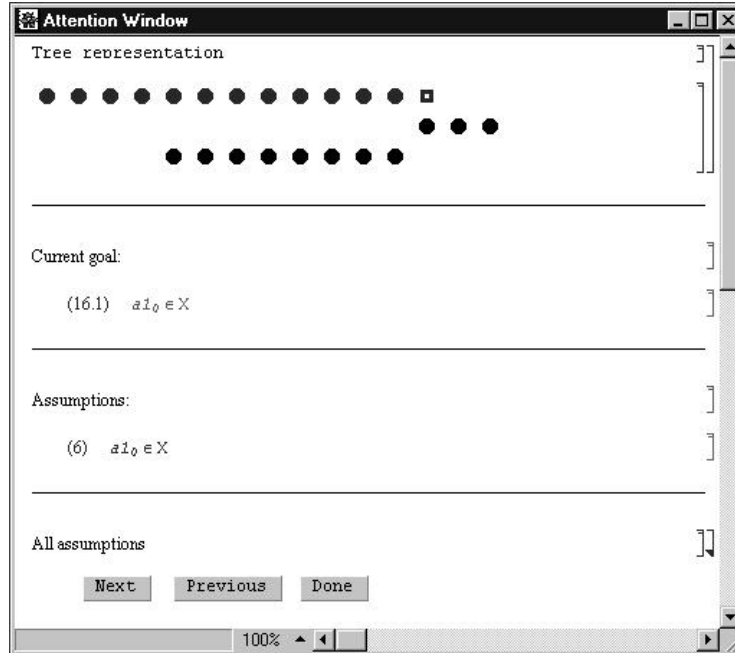 Attention Window
Tree representation
Current goal:
(16.1) a1₀ ∈ X
Assumptions:
(6) a1₀ ∈ X
All assumptions
Next Previous Done
100%